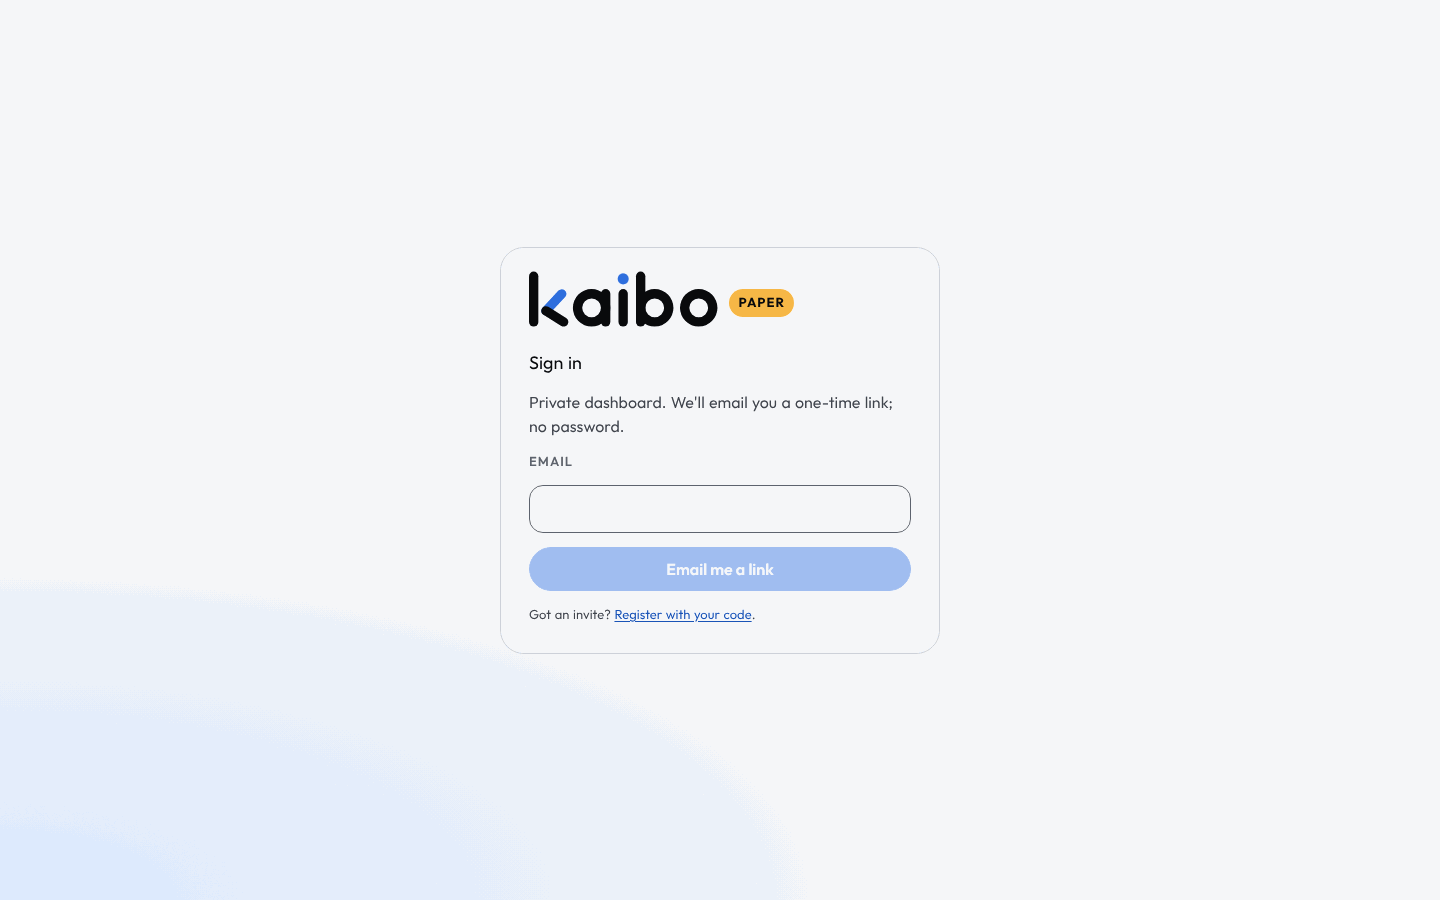 kaibo PAPER
Sign in
Private dashboard. We'll email you a one-time link;
no password.
EMAIL
Email me a link
Got an invite? Register with your code.